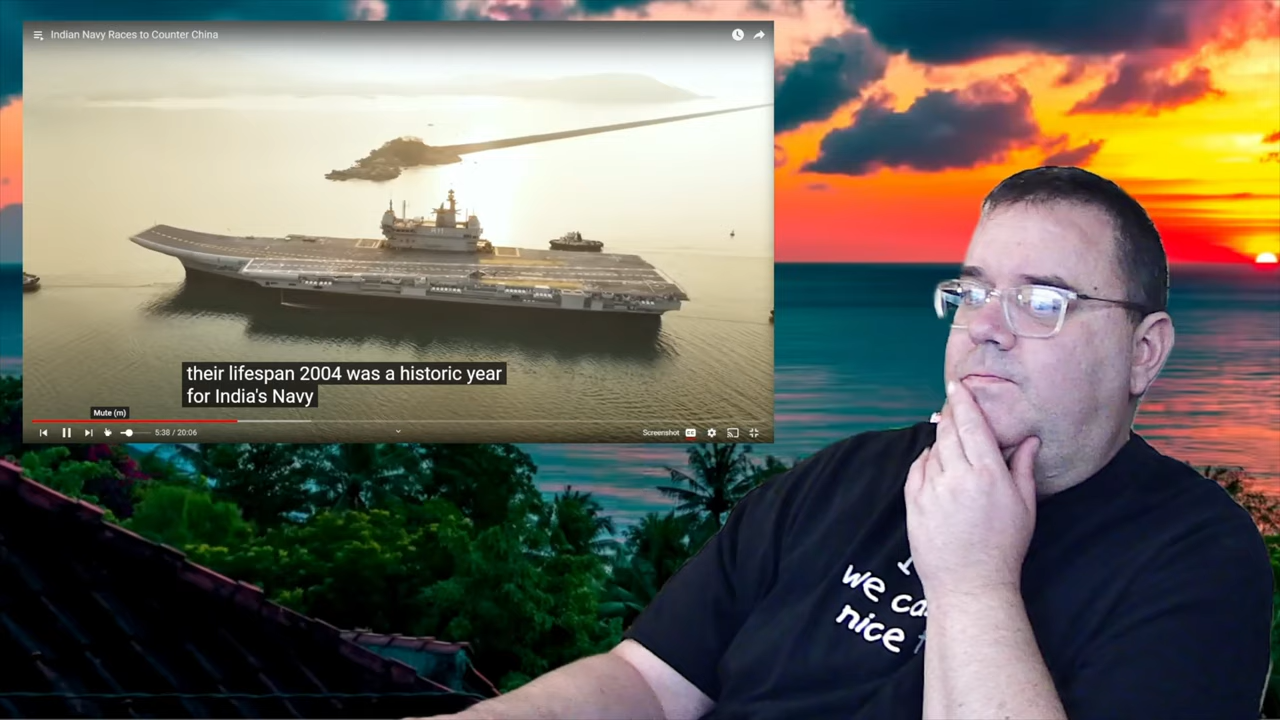 Indian Navy Races to Counter China
their lifespan 2004 was a historic year
for India's Navy
Mute (m)
5:38 / 20:06
Screenshot
CC
I
we ca
nice